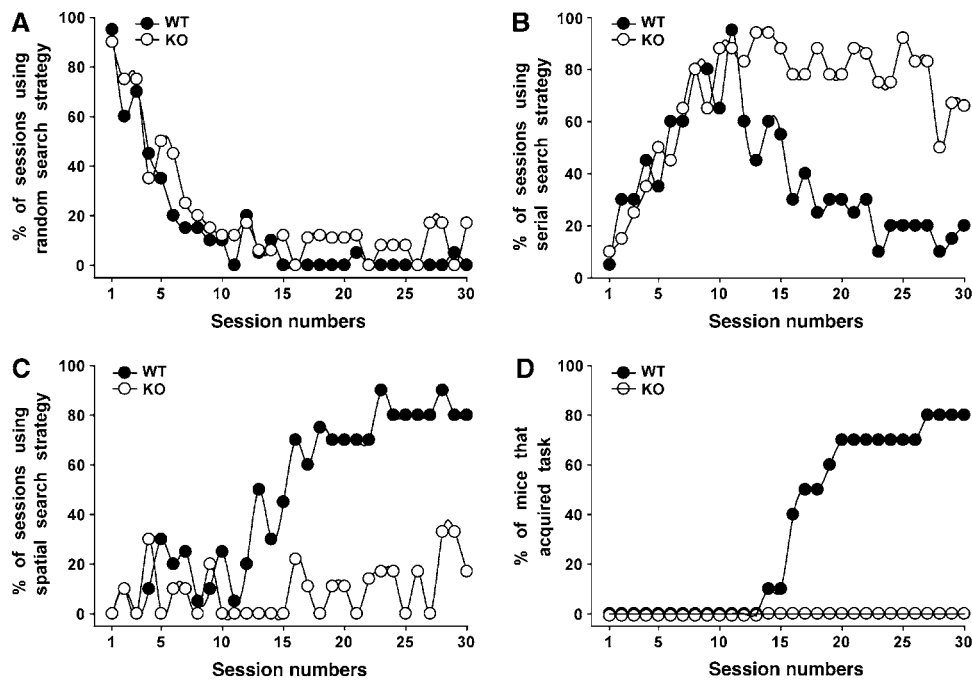 A
WT
KO
% of sessions using
random search strategy
100
80
60
40
20
0
1
5
10
15
20
25
30
Session numbers
B
WT
KO
% of sessions using
serial search strategy
100
80
60
40
20
0
1
5
10
15
20
25
30
Session numbers
C
WT
KO
% of sessions using
spatial search strategy
100
80
60
40
20
0
1
5
10
15
20
25
30
Session numbers
D
WT
KO
% of mice that
acquired task
100
80
60
40
20
0
1
5
10
15
20
25
30
Session numbers